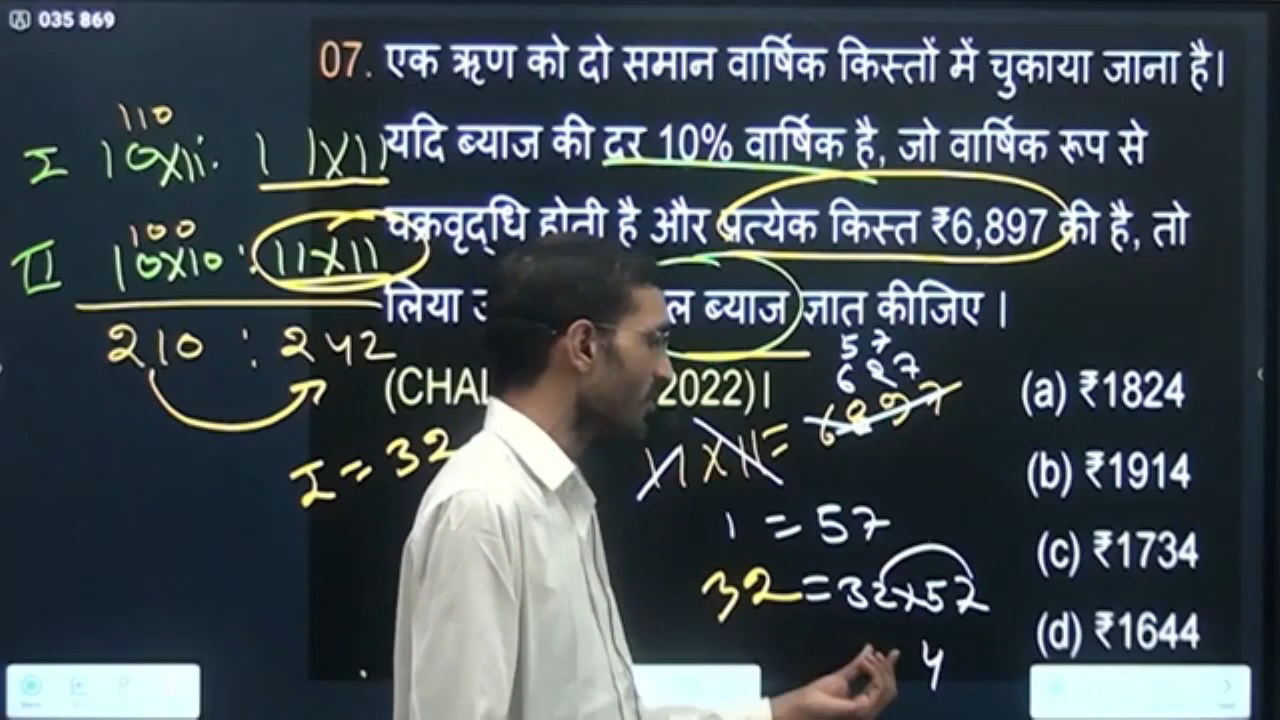 035 869
07. एक ऋण को दो समान वार्षिक किस्तों में चुकाया जाना है।
यदि ब्याज की दर 10% वार्षिक है, जो वार्षिक रूप से
चक्रवृद्धि होती है और प्रत्येक किस्त ₹6,897 की है, तो
लिया ल ब्याज ज्ञात कीजिए ।
(CHAL 2022)।
(a) ₹1824
(b) ₹1914
(c) ₹1734
(d) ₹1644
110
I 10×11 : 11×11
100
II 10×10 : 11×11
210 : 242
I = 32
57
627
11×11 = 6897
1 = 57
32 = 32×57
4